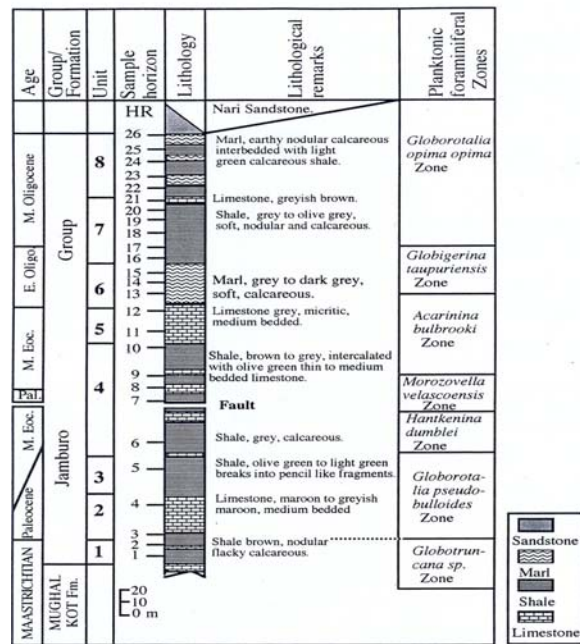 Age
Group/
Formation
Unit
Sample
horizon
Lithology
Lithological
remarks
Planktonic
foraminiferal
Zones
HR
26
25
24
23
22
21
20
19
18
17
16
15
14
13
12
11
10
9
8
7
6
5
4
3
2
1
M. Oligocene
E. Oligo.
M. Eoc.
Pal.
M. Eoc.
Paleocene
MAASTRICHTIAN
Group
Jamburo
MUGHAL
KOT Fm.
8
7
6
5
4
3
2
1
Nari Sandstone.
Marl, earthy nodular calcareous
interbedded with light
green calcareous shale.
Limestone, greyish brown.
Shale, grey to olive grey,
soft, nodular and calcareous.
Marl, grey to dark grey,
soft, calcareous.
Limestone grey, micritic,
medium bedded.
Shale, brown to grey, intercalated
with olive green thin to medium
bedded limestone.
Fault
Shale, grey, calcareous.
Shale, olive green to light green
breaks into pencil like fragments.
Limestone, maroon to greyish
maroon, medium bedded
Shale brown, nodular
flacky calcareous.
Globorotalia
opima opima
Zone
Globigerina
taupuriensis
Zone
Acarinina
bulbrooki
Zone
Morozovella
velascoensis
Zone
Hantkenina
dumblei
Zone
Globorota-
lia pseudo-
bulloides
Zone
Globotrun-
cana sp.
Zone
20
10
0 m
Sandstone
Marl
Shale
Limestone